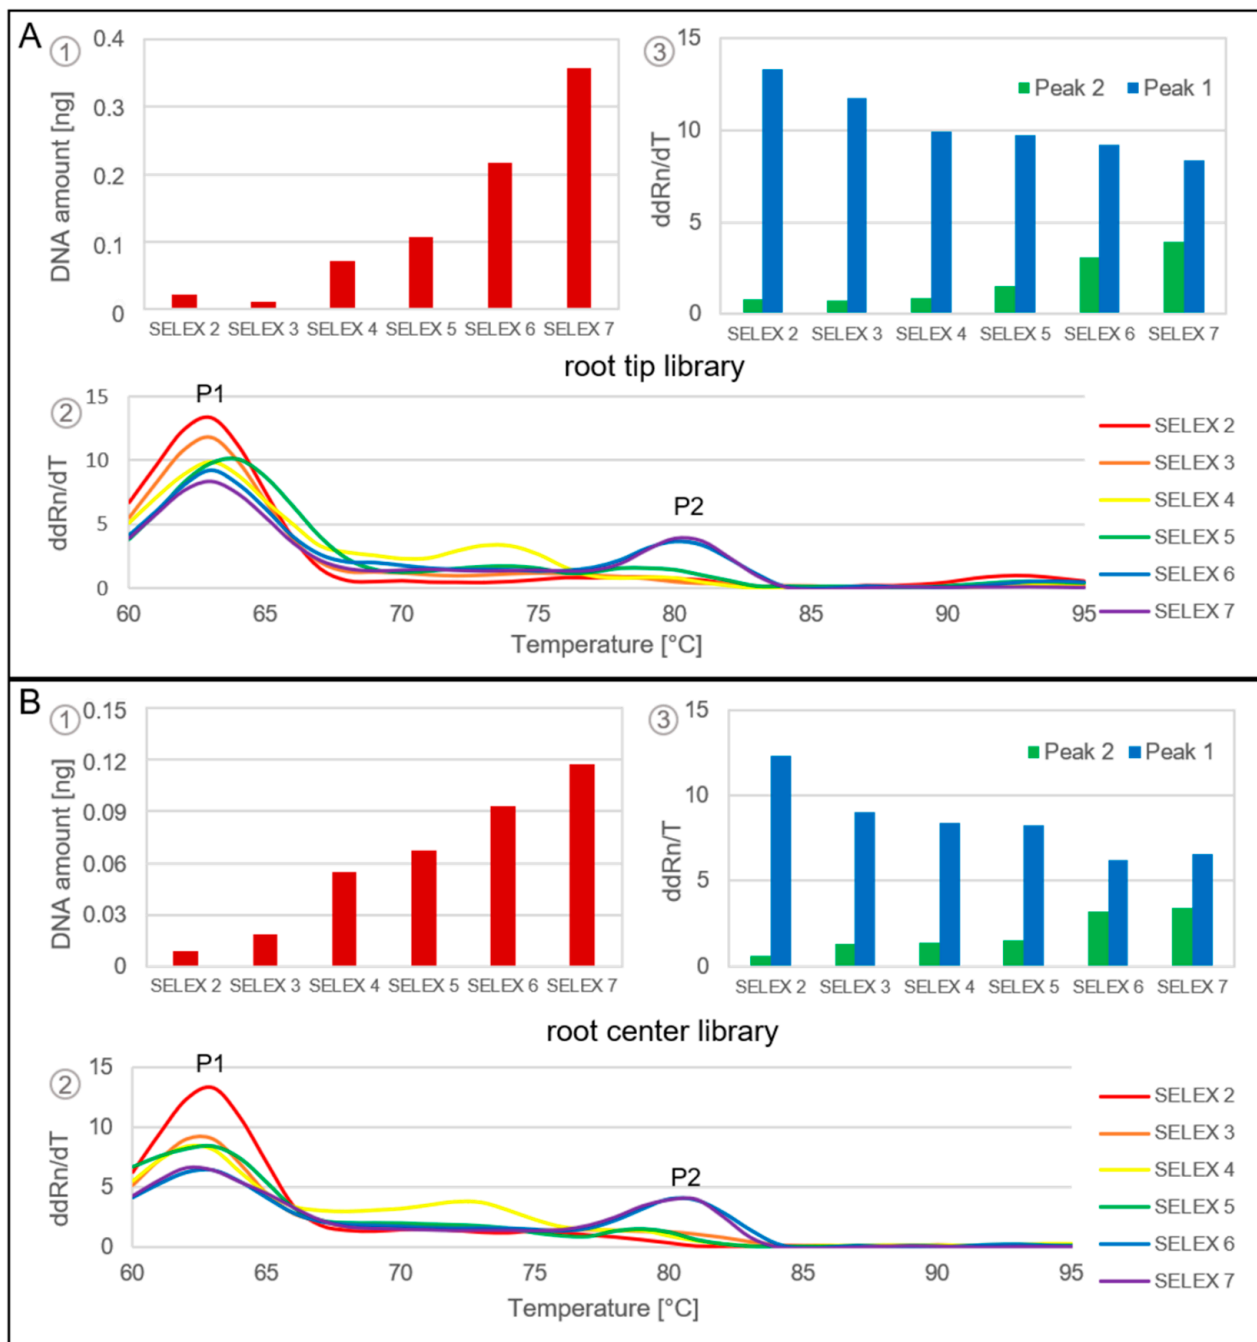 A
1
DNA amount [ng]
0.4
0.3
0.2
0.1
0
SELEX 2 SELEX 3 SELEX 4 SELEX 5 SELEX 6 SELEX 7
3
ddRn/dT
15
10
5
0
Peak 2 Peak 1
SELEX 2 SELEX 3 SELEX 4 SELEX 5 SELEX 6 SELEX 7
root tip library
2
ddRn/dT
15
10
5
0
P1
P2
60 65 70 75 80 85 90 95
Temperature [°C]
SELEX 2
SELEX 3
SELEX 4
SELEX 5
SELEX 6
SELEX 7
B
1
DNA amount [ng]
0.15
0.12
0.09
0.06
0.03
0
SELEX 2 SELEX 3 SELEX 4 SELEX 5 SELEX 6 SELEX 7
3
ddRn/T
15
10
5
0
Peak 2 Peak 1
SELEX 2 SELEX 3 SELEX 4 SELEX 5 SELEX 6 SELEX 7
root center library
2
ddRn/dT
15
10
5
0
P1
P2
60 65 70 75 80 85 90 95
Temperature [°C]
SELEX 2
SELEX 3
SELEX 4
SELEX 5
SELEX 6
SELEX 7